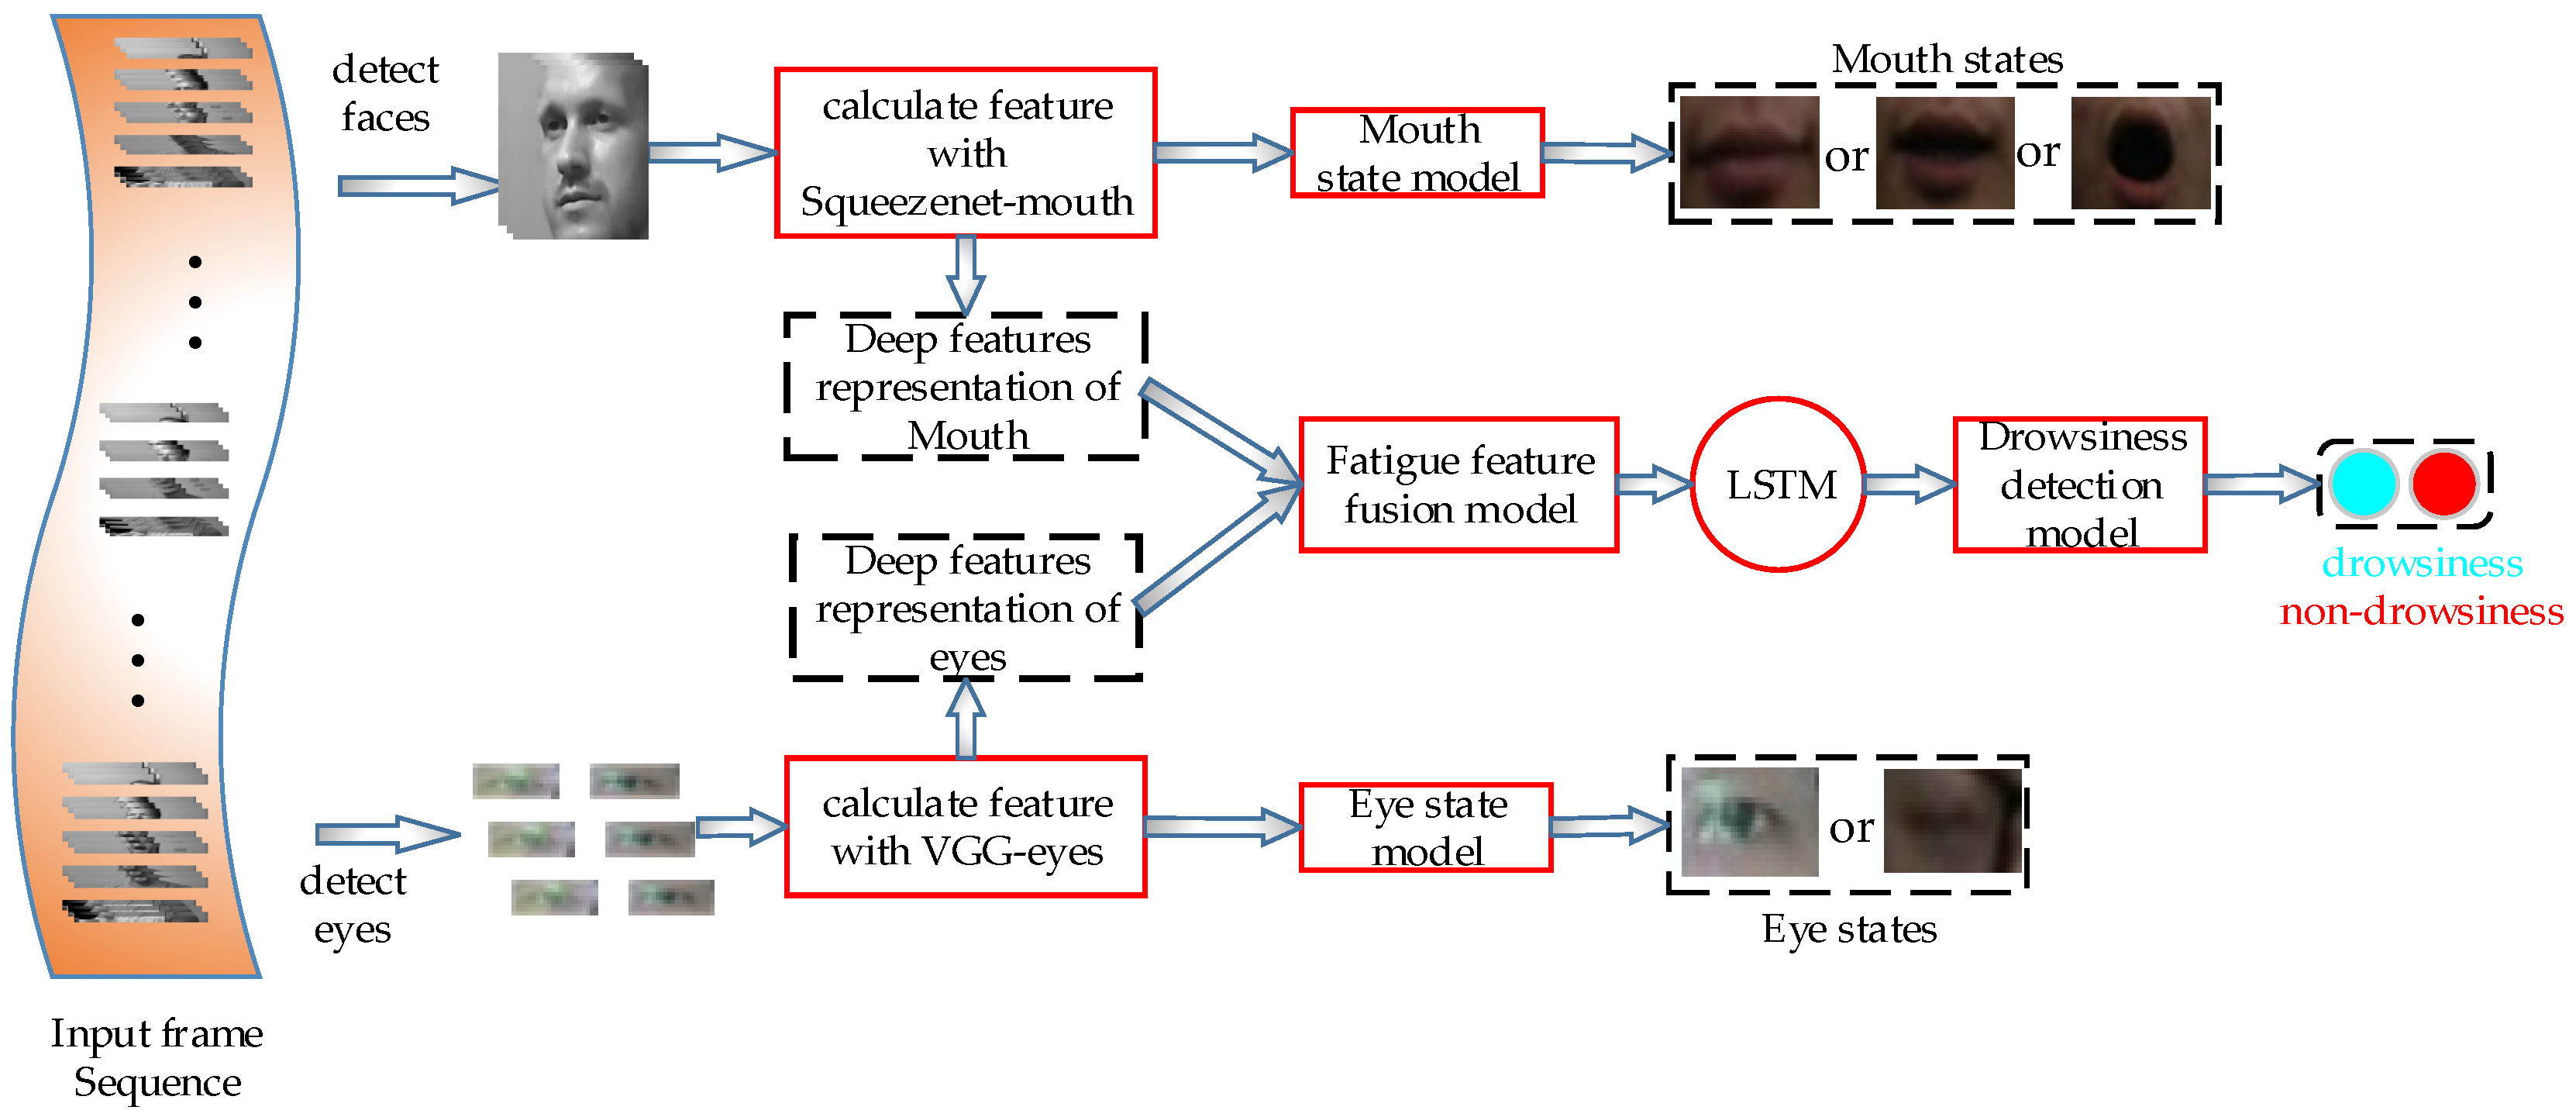 detect
faces
calculate feature
with
Squeezenet-mouth
Mouth
state model
Mouth states
or
or
Deep features
representation of
Mouth
Deep features
representation of
eyes
Fatigue feature
fusion model
LSTM
Drowsiness
detection
model
drowsiness
non-drowsiness
detect
eyes
calculate feature
with VGG-eyes
Eye state
model
or
Eye states
Input frame
Sequence